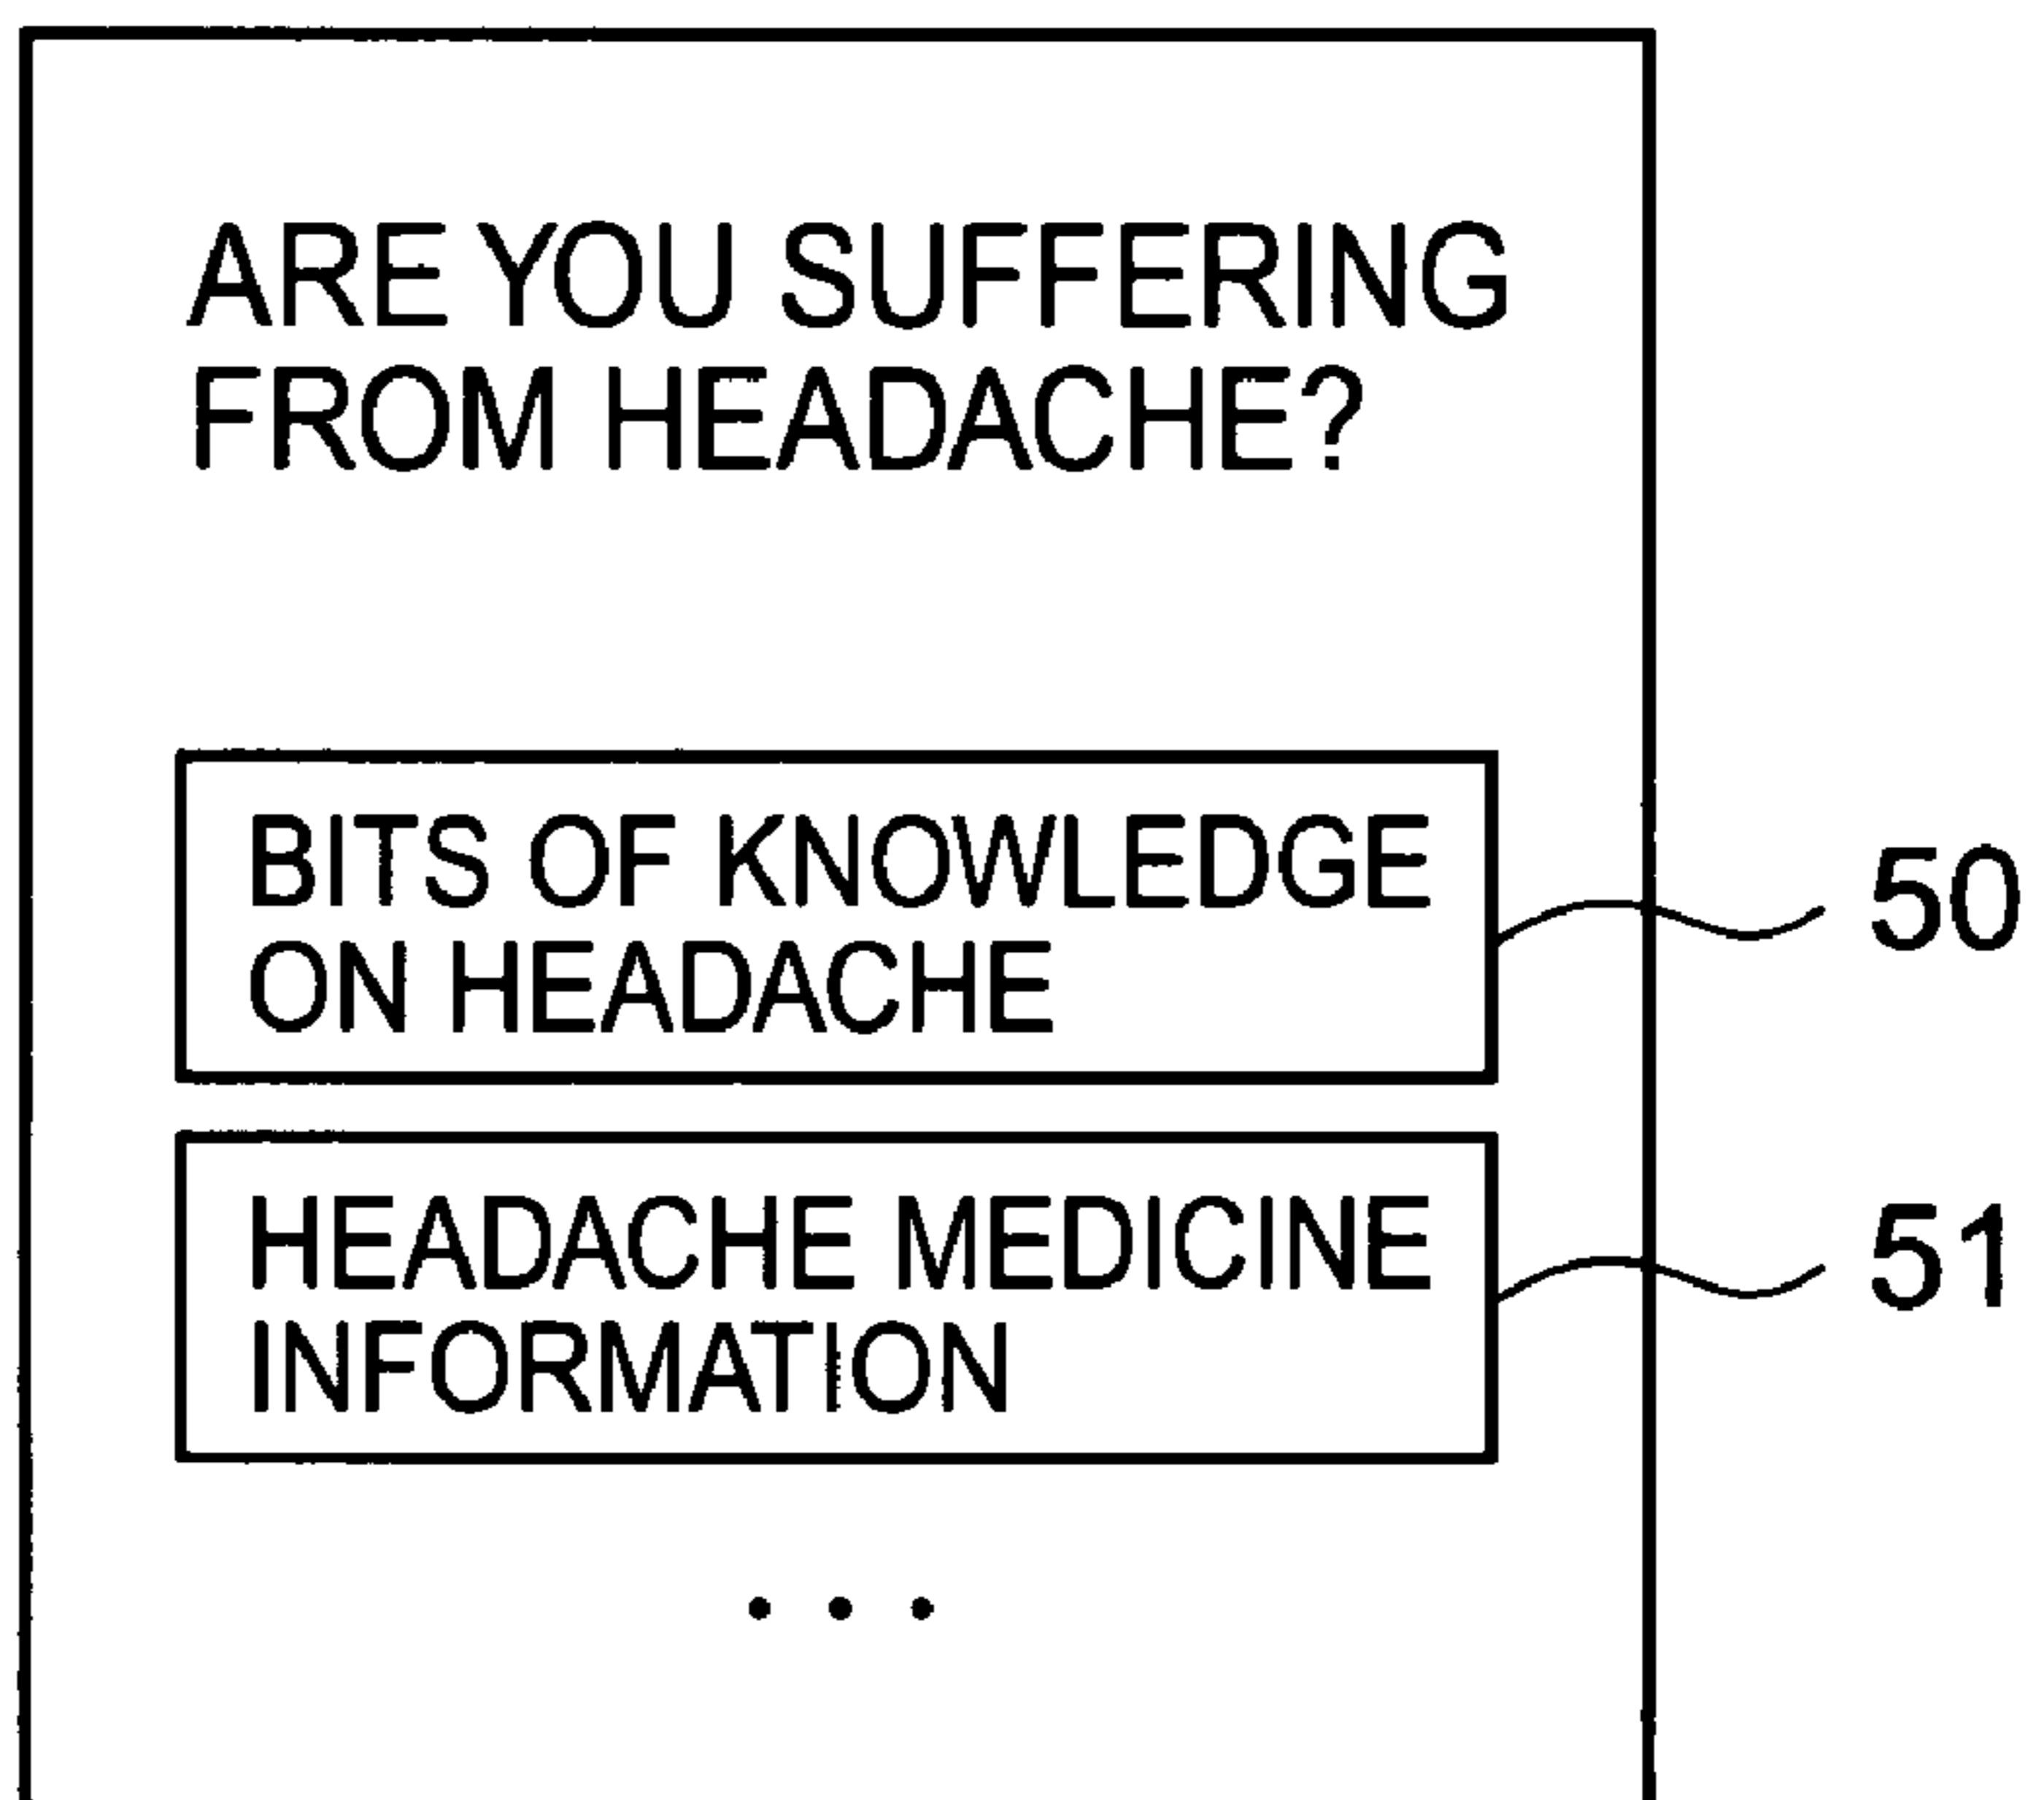 ARE YOU SUFFERING
FROM HEADACHE?
BITS OF KNOWLEDGE
ON HEADACHE
50
HEADACHE MEDICINE
INFORMATION
51
. . .